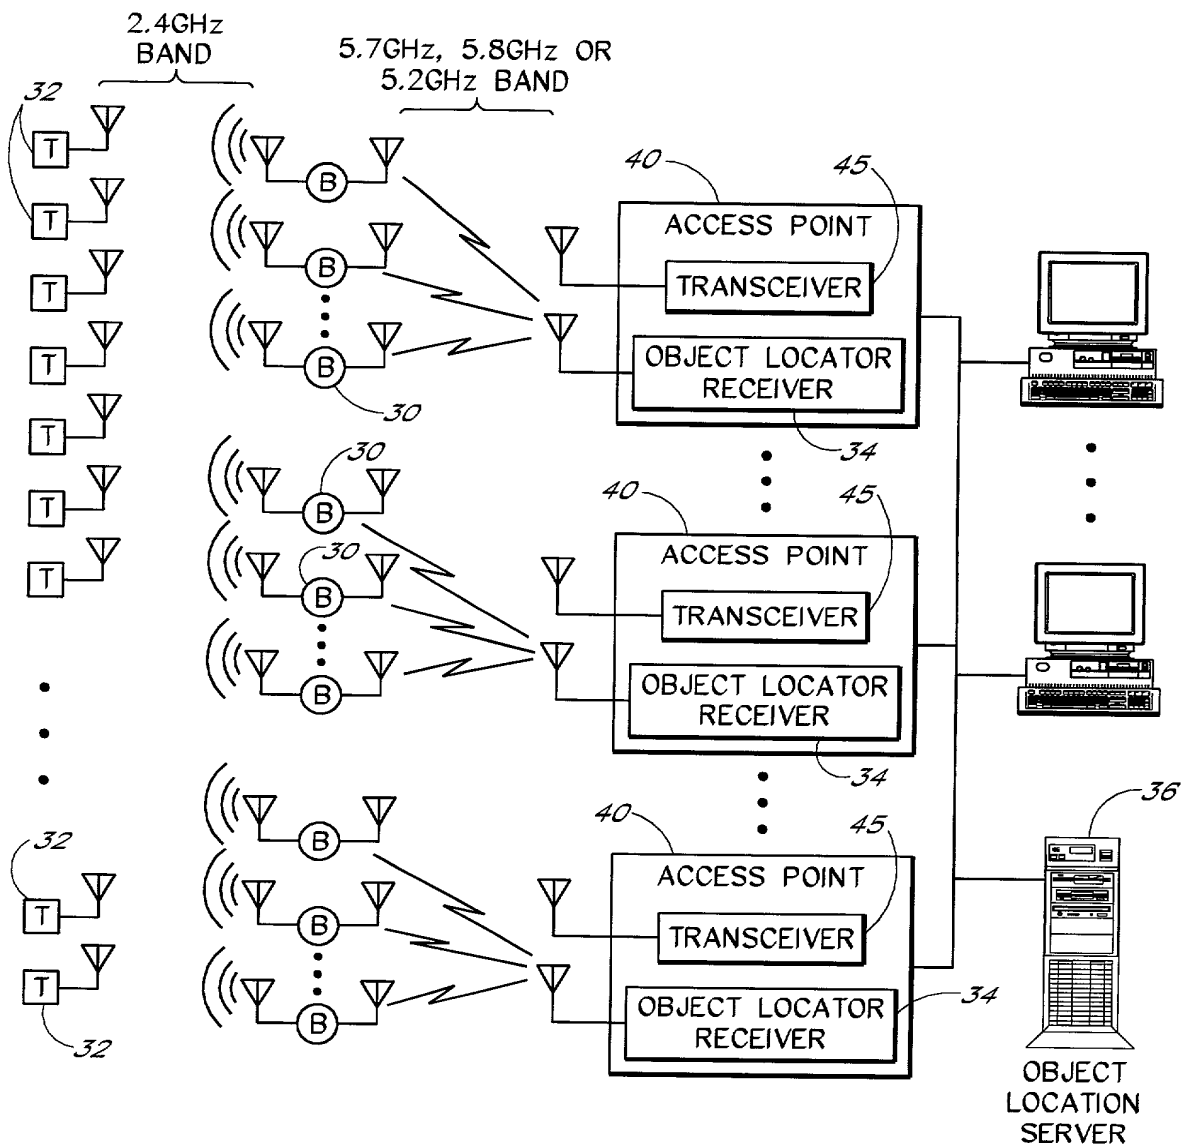 2.4GHz
BAND
5.7GHz, 5.8GHz OR
5.2GHz BAND
32
T
T
T
T
T
T
T
32
T
T
32
B
B
B
30
30
B
30
B
B
B
B
B
40
45
ACCESS POINT
TRANSCEIVER
OBJECT LOCATOR
RECEIVER
34
40
45
ACCESS POINT
TRANSCEIVER
OBJECT LOCATOR
RECEIVER
34
40
45
ACCESS POINT
TRANSCEIVER
OBJECT LOCATOR
RECEIVER
34
36
OBJECT
LOCATION
SERVER